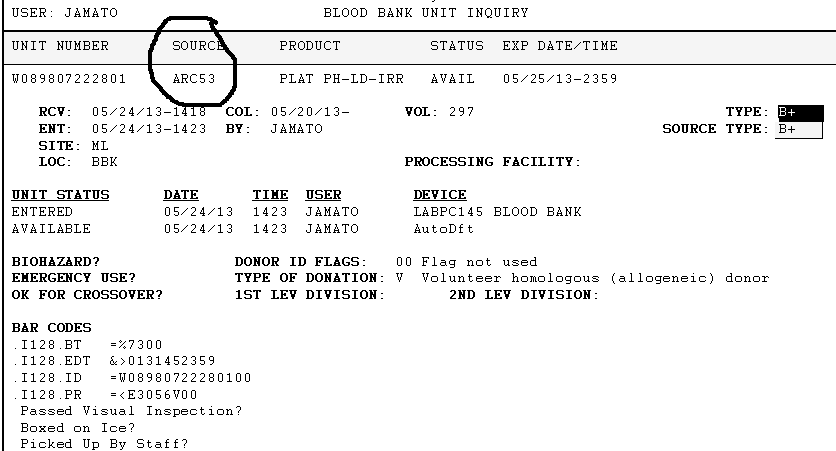 USER: JAMATO BLOOD BANK UNIT INQUIRY
UNIT NUMBER SOURCE PRODUCT STATUS EXP DATE/TIME
W089807222801 ARC53 PLAT PH-LD-IRR AVAIL 05/25/13-2359
RCV: 05/24/13-1418 COL: 05/20/13- VOL: 297 TYPE: B+
ENT: 05/24/13-1423 BY: JAMATO SOURCE TYPE: B+
SITE: ML
LOC: BBK PROCESSING FACILITY:
UNIT STATUS DATE TIME USER DEVICE
ENTERED 05/24/13 1423 JAMATO LABPC145 BLOOD BANK
AVAILABLE 05/24/13 1423 JAMATO AutoDft
BIOHAZARD? DONOR ID FLAGS: 00 Flag not used
EMERGENCY USE? TYPE OF DONATION: V Volunteer homologous (allogeneic) donor
OK FOR CROSSOVER? 1ST LEV DIVISION: 2ND LEV DIVISION:
BAR CODES
.I128.BT =%7300
.I128.EDT &>0131452359
.I128.ID =W08980722280100
.I128.PR =<E3056V00
Passed Visual Inspection?
Boxed on Ice?
Picked Up By Staff?